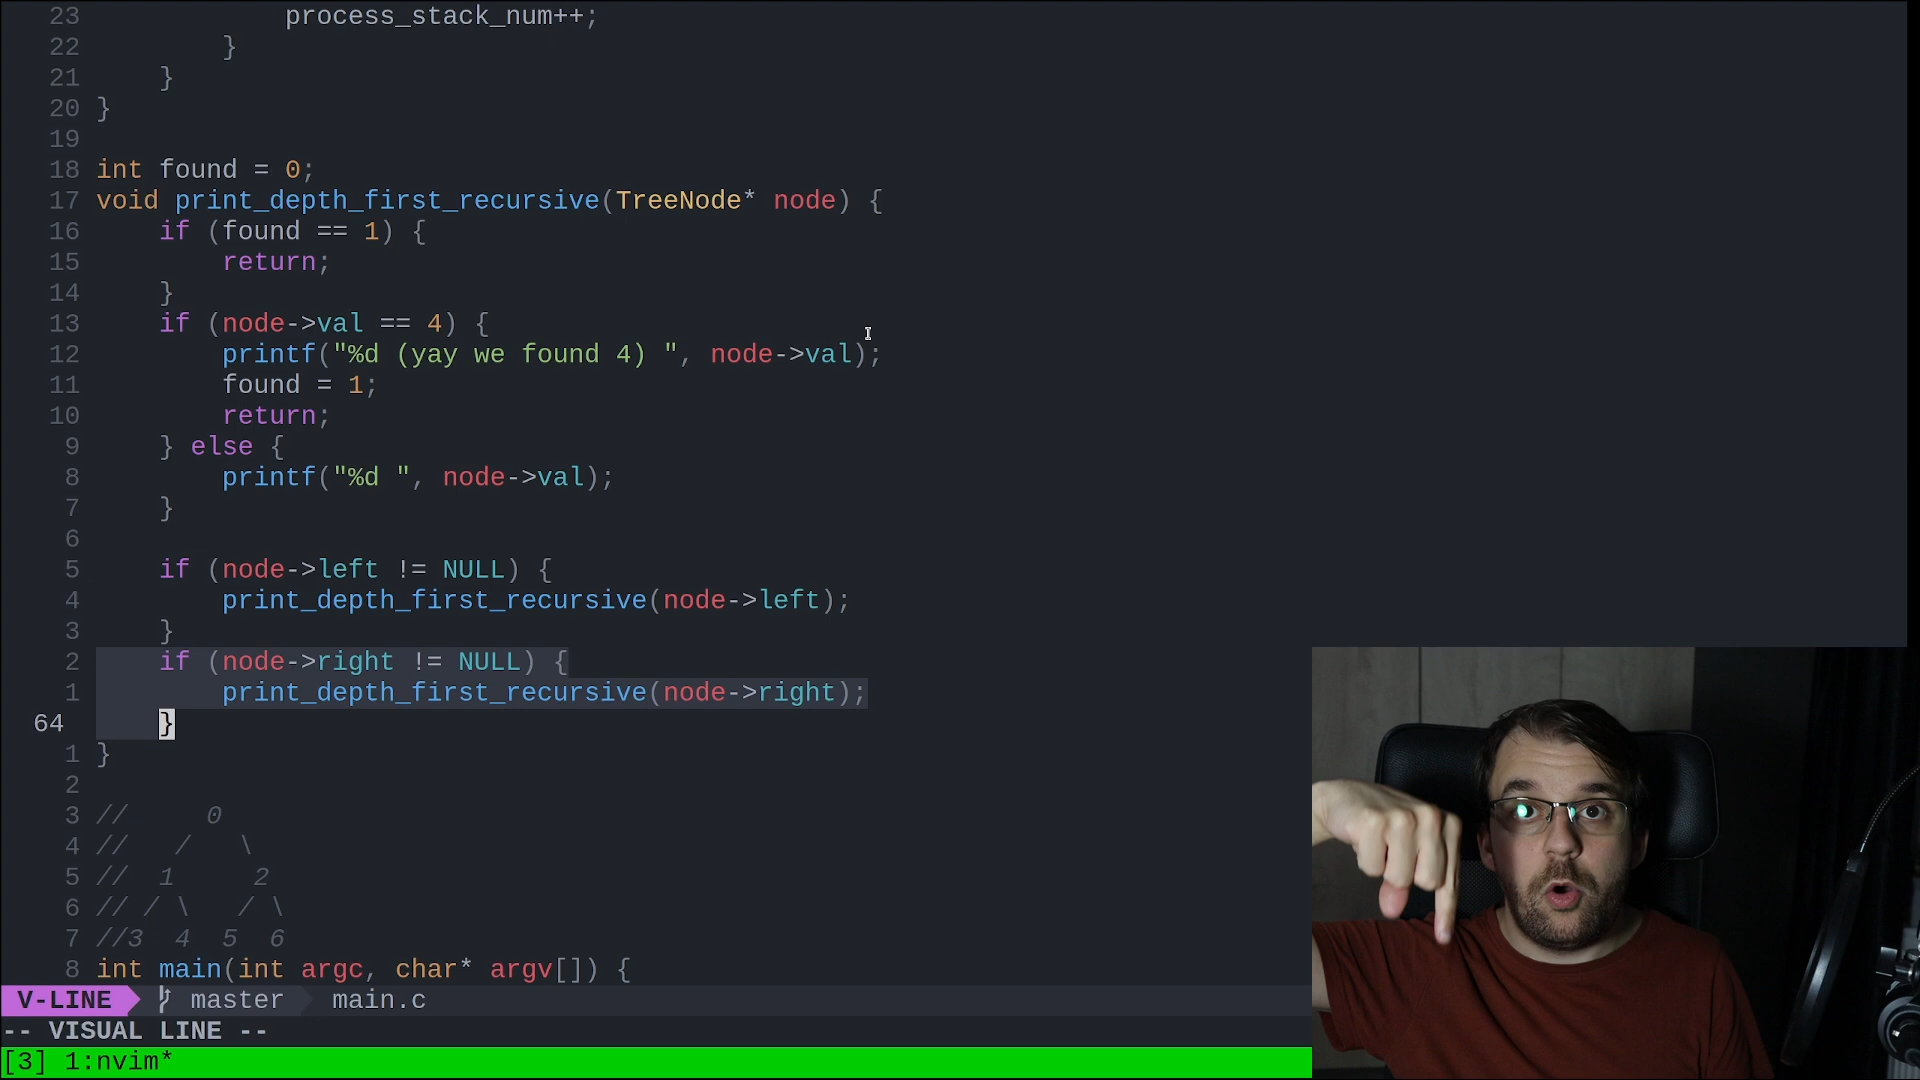 23 process_stack_num++;
22 }
21 }
20 }
19
18 int found = 0;
17 void print_depth_first_recursive(TreeNode* node) {
16 if (found == 1) {
15 return;
14 }
13 if (node->val == 4) {
12 printf("%d (yay we found 4) ", node->val);
11 found = 1;
10 return;
9 } else {
8 printf("%d ", node->val);
7 }
6
5 if (node->left != NULL) {
4 print_depth_first_recursive(node->left);
3 }
2 if (node->right != NULL) {
1 print_depth_first_recursive(node->right);
64 }
1 }
2
3 // 0
4 // / \
5 // 1 2
6 // / \ / \
7 //3 4 5 6
8 int main(int argc, char* argv[]) {
V-LINE master main.c
-- VISUAL LINE --
[3] 1:nvim*